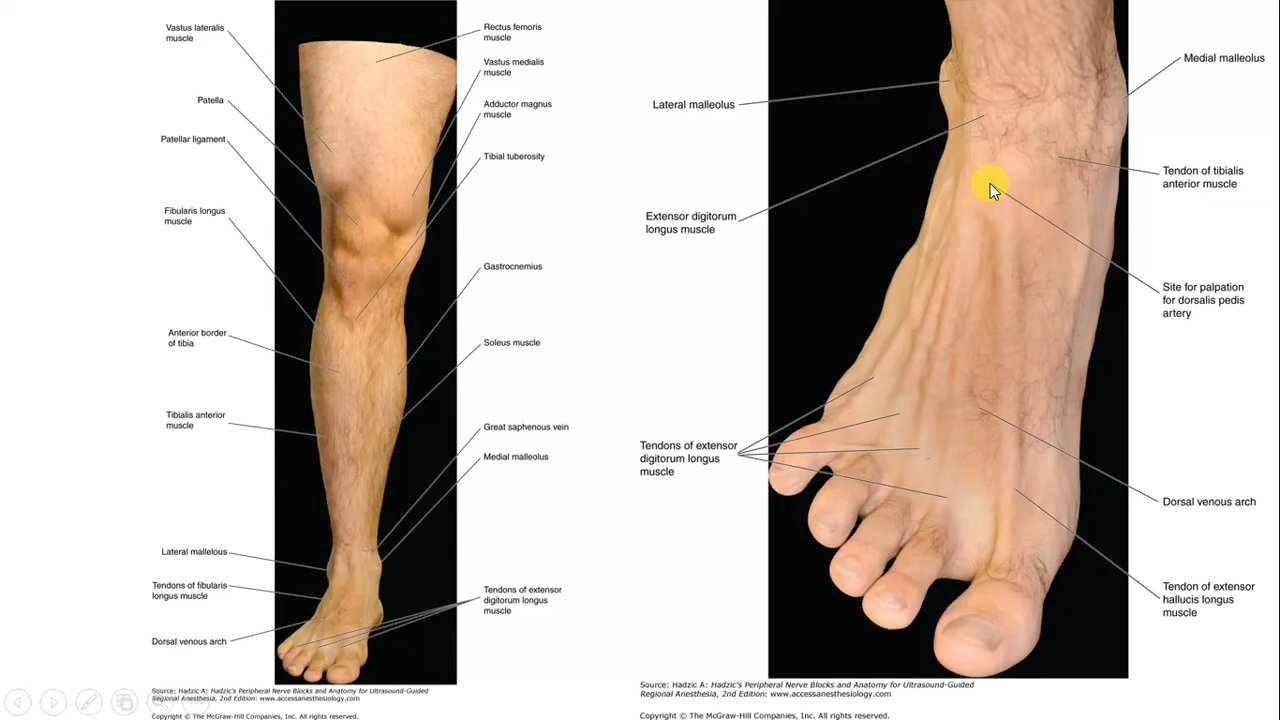 Vastus lateralis
muscle
Patella
Patellar ligament
Fibularis longus
muscle
Anterior border
of tibia
Tibialis anterior
muscle
Lateral mallelous
Tendons of fibularis
longus muscle
Dorsal venous arch
Rectus femoris
muscle
Vastus medialis
muscle
Adductor magnus
muscle
Tibial tuberosity
Gastrocnemius
Soleus muscle
Great saphenous vein
Medial malleolus
Tendons of extensor
digitorum longus
muscle
Source: Hadzic A: Hadzic's Peripheral Nerve Blocks and Anatomy for Ultrasound-Guided
Regional Anesthesia, 2nd Edition: www.accessanesthesiology.com
Copyright © The McGraw-Hill Companies, Inc. All rights reserved.
Lateral malleolus
Extensor digitorum
longus muscle
Tendons of extensor
digitorum longus
muscle
Medial malleolus
Tendon of tibialis
anterior muscle
Site for palpation
for dorsalis pedis
artery
Dorsal venous arch
Tendon of extensor
hallucis longus
muscle
Source: Hadzic A: Hadzic's Peripheral Nerve Blocks and Anatomy for Ultrasound-Guided
Regional Anesthesia, 2nd Edition: www.accessanesthesiology.com
Copyright © The McGraw-Hill Companies, Inc. All rights reserved.